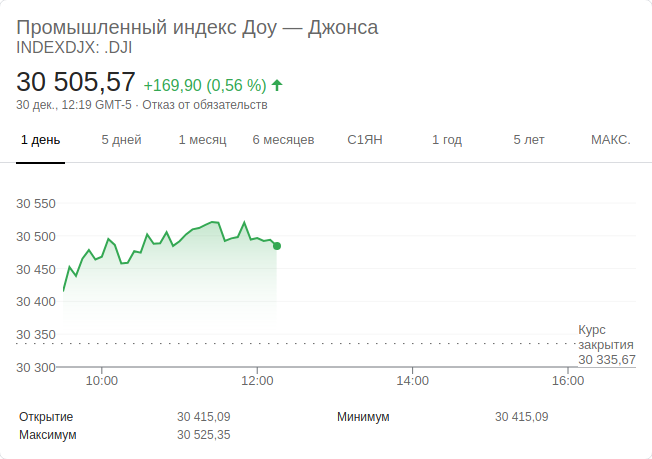 Промышленный индекс Доу — Джонса
INDEXDJX: .DJI
30 505,57 +169,90 (0,56 %)
30 дек., 12:19 GMT-5 · Отказ от обязательств
1 день 5 дней 1 месяц 6 месяцев С1ЯН 1 год 5 лет МАКС.
30 550
30 500
30 450
30 400
30 350
30 300
Курс
закрытия
30 335,67
10:00 12:00 14:00 16:00
Открытие 30 415,09 Минимум 30 415,09
Максимум 30 525,35